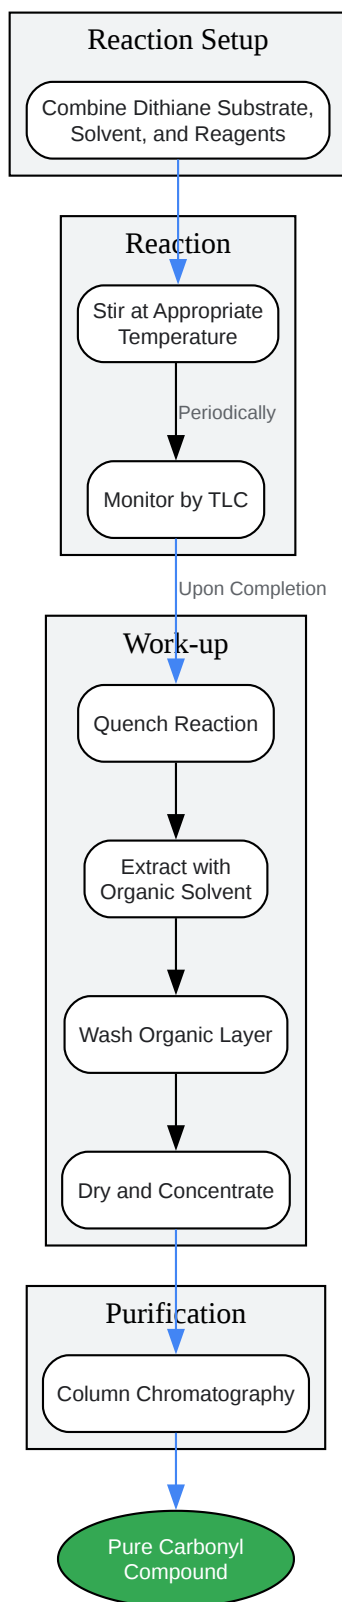 Reaction Setup
Combine Dithiane Substrate,
Solvent, and Reagents
Reaction
Stir at Appropriate
Temperature
Periodically
Monitor by TLC
Upon Completion
Work-up
Quench Reaction
Extract with
Organic Solvent
Wash Organic Layer
Dry and Concentrate
Purification
Column Chromatography
Pure Carbonyl
Compound